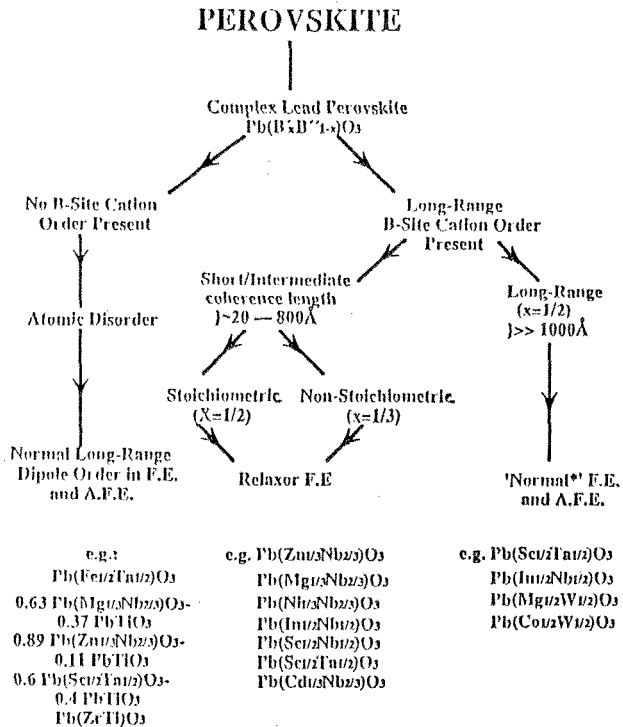 PEROVSKITE
Complex Lead Perovskite
Pb(B'xB''1-x)O3
No B-Site Cation
Order Present
Long-Range
B-Site Cation Order
Present
Short/Intermediate
coherence length
}~20 — 800Å
Long-Range
(x=1/2)
}>> 1000Å
Atomic Disorder
Stoichiometric
(X=1/2)
Non-Stoichiometric
(x=1/3)
Normal Long-Range
Dipole Order in F.E.
and A.F.E.
Relaxor F.E
'Normal*' F.E.
and A.F.E.
e.g.:
Pb(Fe1/2Ta1/2)O3
0.63 Pb(Mg1/3Nb2/3)O3-
0.37 PbTiO3
0.89 Pb(Zn1/3Nb2/3)O3-
0.11 PbTiO3
0.6 Pb(Sc1/2Ta1/2)O3-
0.4 PbTiO3
Pb(ZrTi)O3
e.g. Pb(Zn1/3Nb2/3)O3
Pb(Mg1/3Nb2/3)O3
Pb(Ni1/3Nb2/3)O3
Pb(In1/2Nb1/2)O3
Pb(Sc1/2Nb1/2)O3
Pb(Sc1/2Ta1/2)O3
Pb(Cd1/3Nb2/3)O3
e.g. Pb(Sc1/2Ta1/2)O3
Pb(In1/2Nb1/2)O3
Pb(Mg1/2W1/2)O3
Pb(Co1/2W1/2)O3